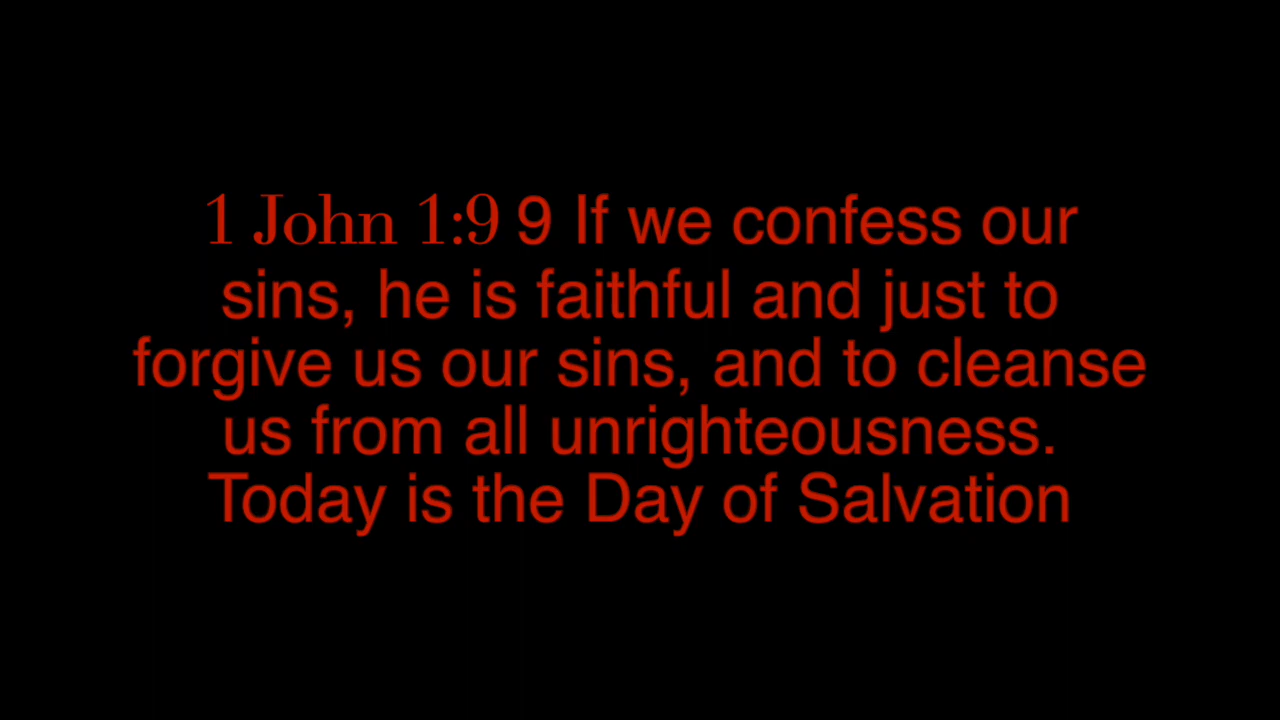 1 John 1:9 9 If we confess our
sins, he is faithful and just to
forgive us our sins, and to cleanse
us from all unrighteousness.
Today is the Day of Salvation